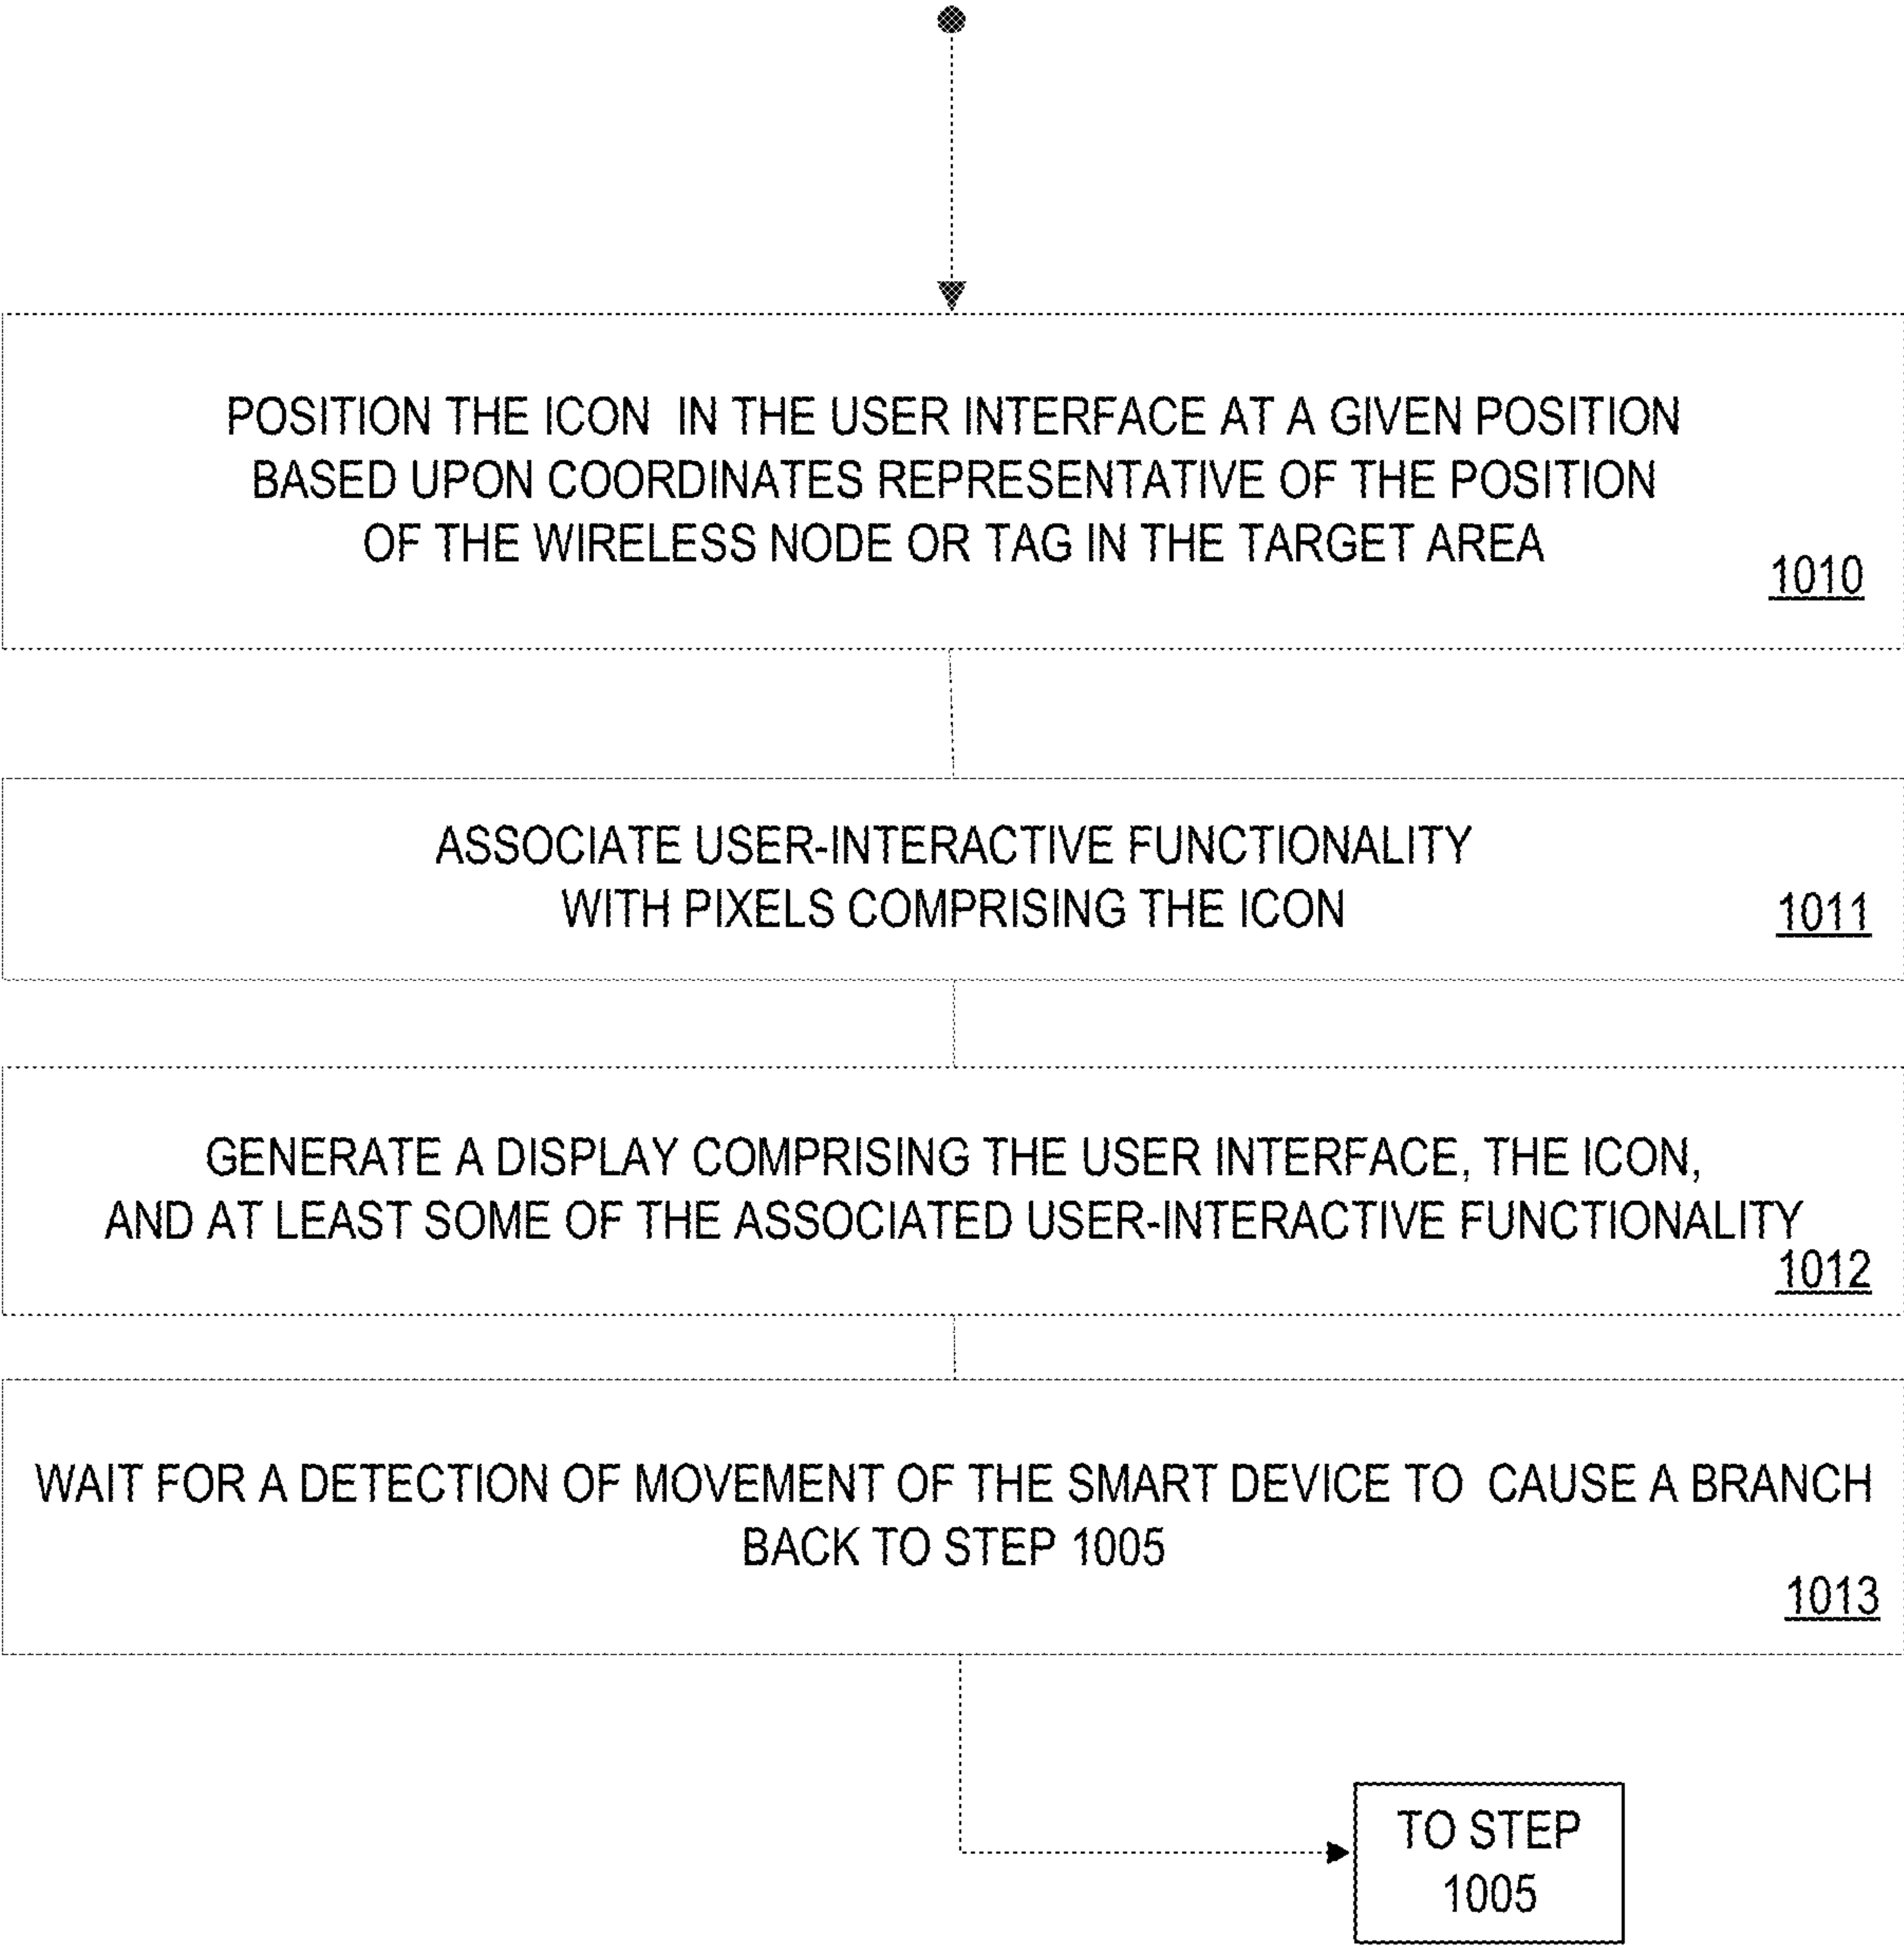 POSITION THE ICON IN THE USER INTERFACE AT A GIVEN POSITION
BASED UPON COORDINATES REPRESENTATIVE OF THE POSITION
OF THE WIRELESS NODE OR TAG IN THE TARGET AREA
1010
ASSOCIATE USER-INTERACTIVE FUNCTIONALITY
WITH PIXELS COMPRISING THE ICON
1011
GENERATE A DISPLAY COMPRISING THE USER INTERFACE, THE ICON,
AND AT LEAST SOME OF THE ASSOCIATED USER-INTERACTIVE FUNCTIONALITY
1012
WAIT FOR A DETECTION OF MOVEMENT OF THE SMART DEVICE TO CAUSE A BRANCH
BACK TO STEP 1005
1013
TO STEP
1005